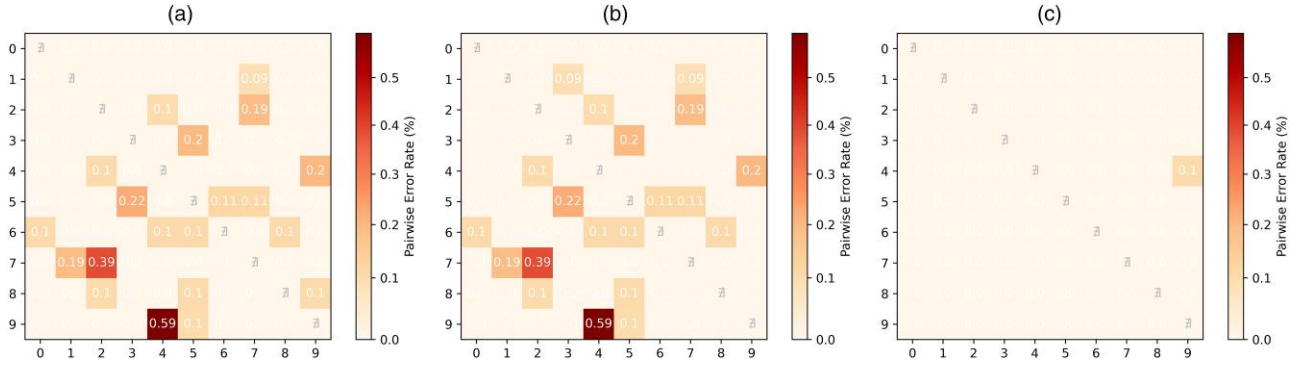 (a)
0 ∄
1 ∄ 0.09
2 ∄ 0.1 0.19
3 ∄ 0.2
4 0.1 ∄ 0.2
5 0.22 ∄ 0.11 0.11
6 0.1 0.1 0.1 ∄ 0.1
7 0.19 0.39 ∄
8 0.1 0.1 ∄ 0.1
9 0.59 0.1 ∄
0 1 2 3 4 5 6 7 8 9
0.5
0.4
0.3
0.2
0.1
0.0
Pairwise Error Rate (%)
(b)
0 ∄
1 ∄ 0.09 0.09
2 ∄ 0.1 0.19
3 ∄ 0.2
4 0.1 ∄ 0.2
5 0.22 ∄ 0.11 0.11
6 0.1 0.1 0.1 ∄ 0.1
7 0.19 0.39 ∄
8 0.1 0.1 ∄
9 0.59 0.1 ∄
0 1 2 3 4 5 6 7 8 9
0.5
0.4
0.3
0.2
0.1
0.0
Pairwise Error Rate (%)
(c)
0 ∄
1 ∄
2 ∄
3 ∄
4 ∄ 0.1
5 ∄
6 ∄
7 ∄
8 ∄
9 ∄
0 1 2 3 4 5 6 7 8 9
0.5
0.4
0.3
0.2
0.1
0.0
Pairwise Error Rate (%)